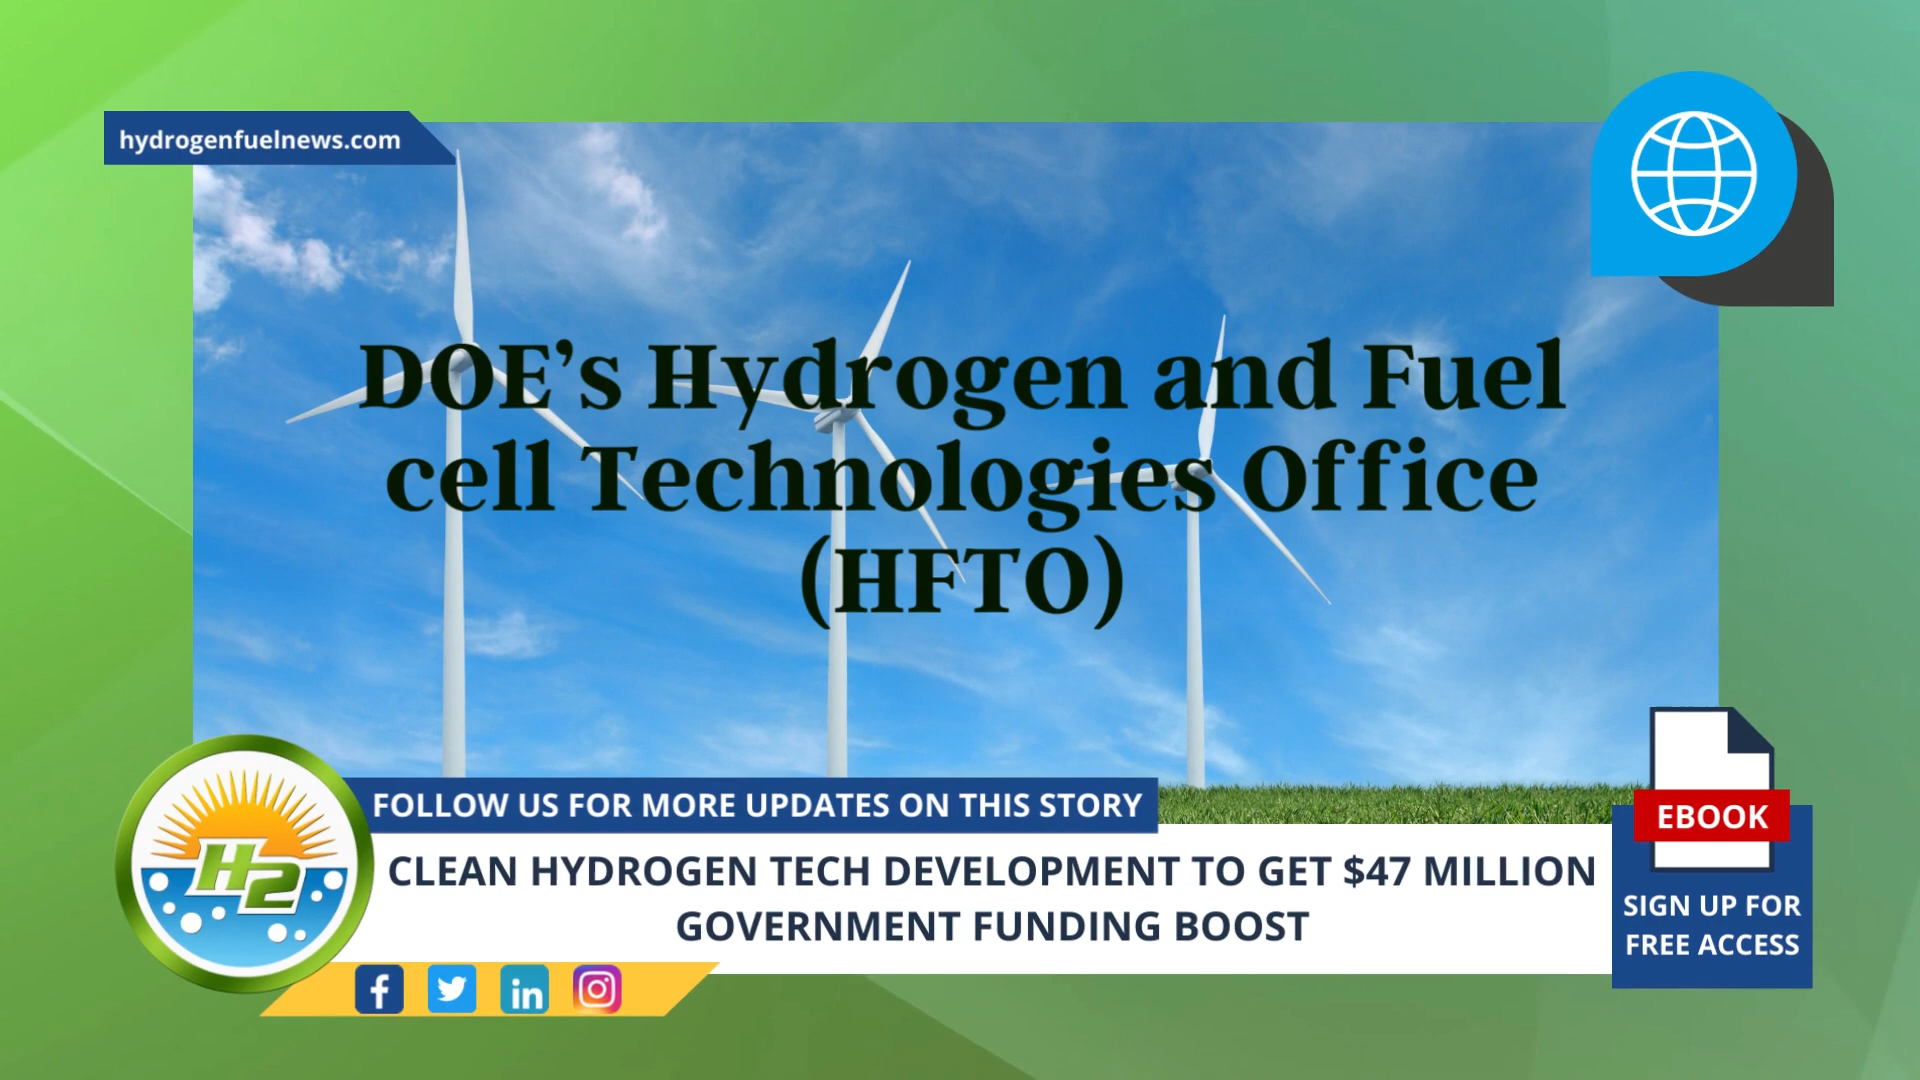 hydrogenfuelnews.com
DOE’s Hydrogen and Fuel
cell Technologies Office
(HFTO)
FOLLOW US FOR MORE UPDATES ON THIS STORY
CLEAN HYDROGEN TECH DEVELOPMENT TO GET $47 MILLION
GOVERNMENT FUNDING BOOST
H2
EBOOK
SIGN UP FOR
FREE ACCESS